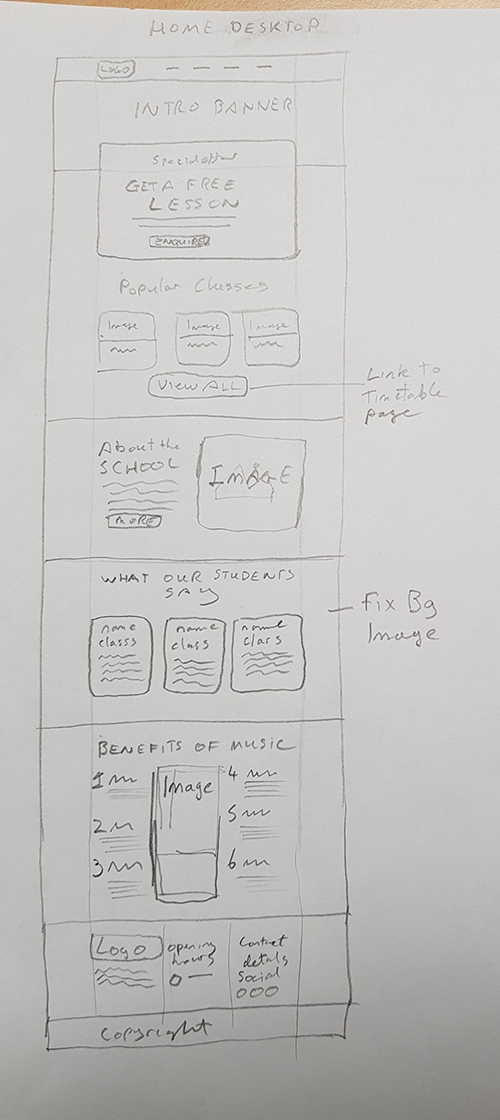 HOME DESKTOP
LOGO
INTRO BANNER
Special offer
GET A FREE
LESSON
ENQUIRE
Popular Classes
Image Image Image
VIEW ALL
Link to
Timetable
page
About the
SCHOOL
MORE
IMAGE
WHAT OUR STUDENTS
SAY
name name name
classs class class
Fix Bg
Image
BENEFITS OF MUSIC
1
2
3
Image
4
5
6
Logo
opening
hours
Contact
details
Social
Copyright